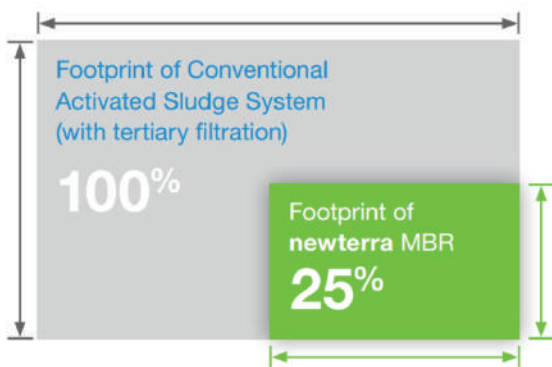 Footprint of Conventional
Activated Sludge System
(with tertiary filtration)
100%
Footprint of
newterra MBR
25%